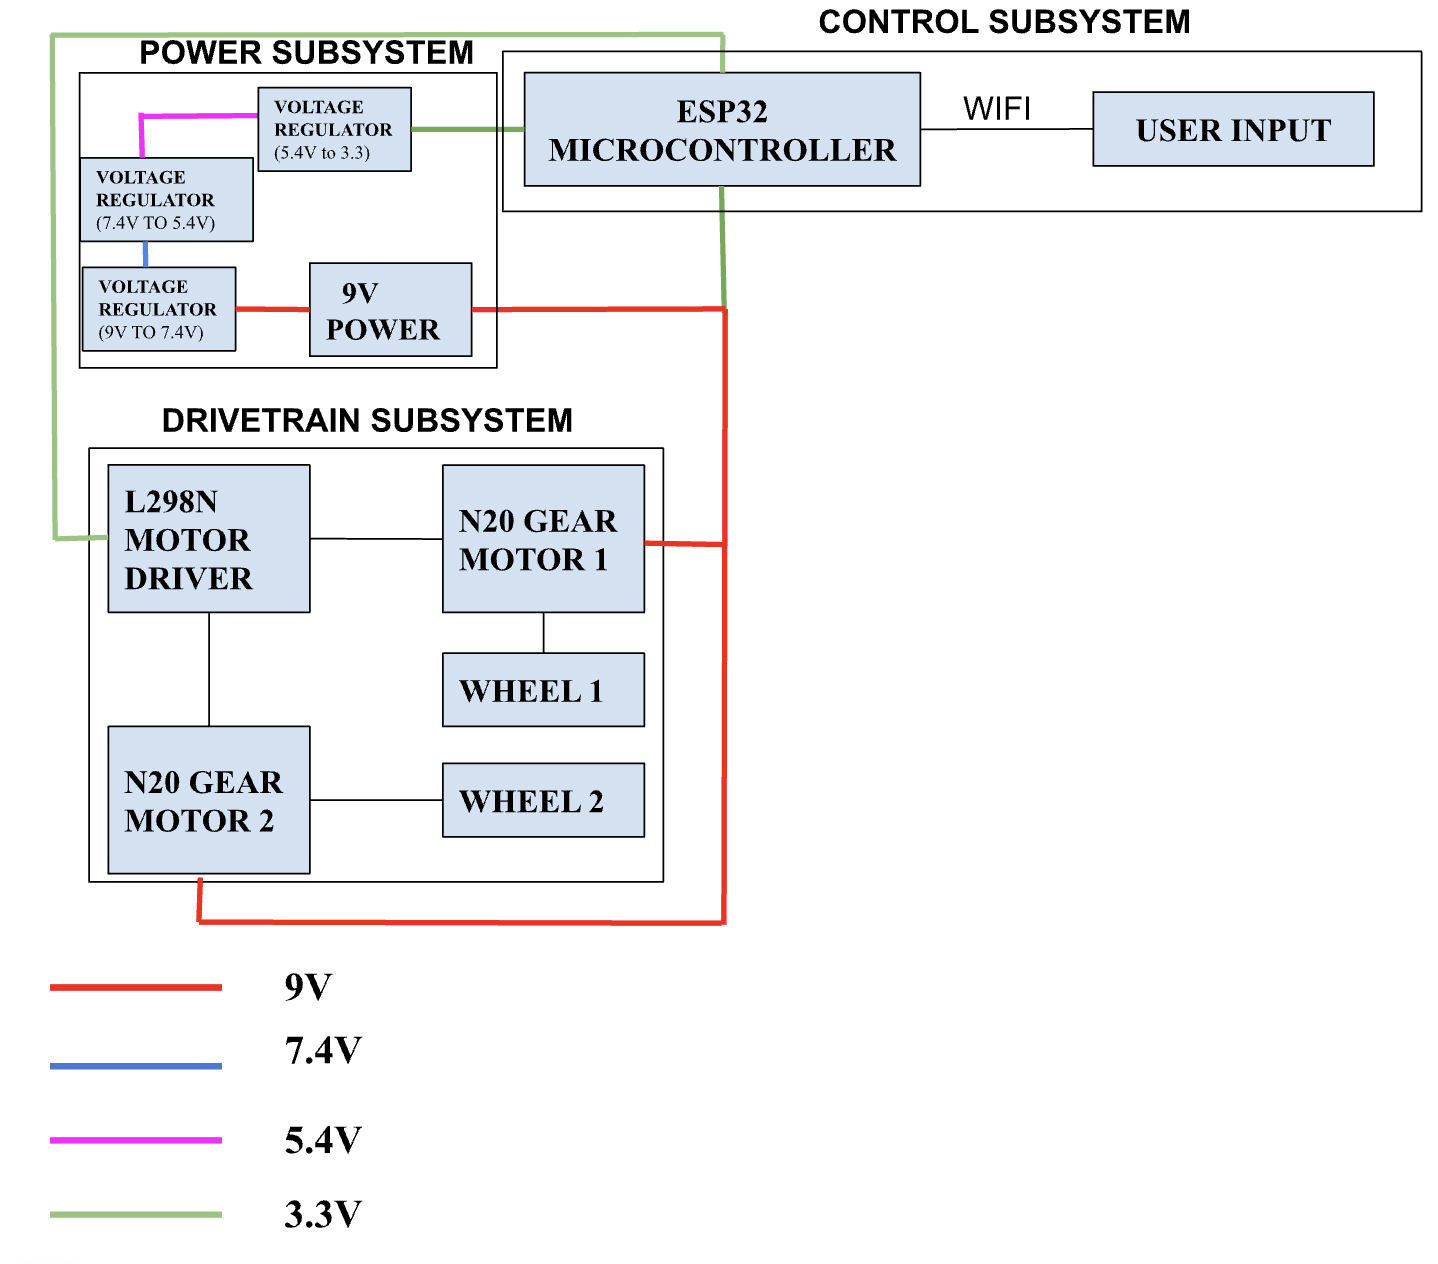 CONTROL SUBSYSTEM
POWER SUBSYSTEM
VOLTAGE
REGULATOR
(5.4V to 3.3)
ESP32
MICROCONTROLLER
WIFI
USER INPUT
VOLTAGE
REGULATOR
(7.4V TO 5.4V)
VOLTAGE
REGULATOR
(9V TO 7.4V)
9V
POWER
DRIVETRAIN SUBSYSTEM
L298N
MOTOR
DRIVER
N20 GEAR
MOTOR 1
WHEEL 1
N20 GEAR
MOTOR 2
WHEEL 2
9V
7.4V
5.4V
3.3V